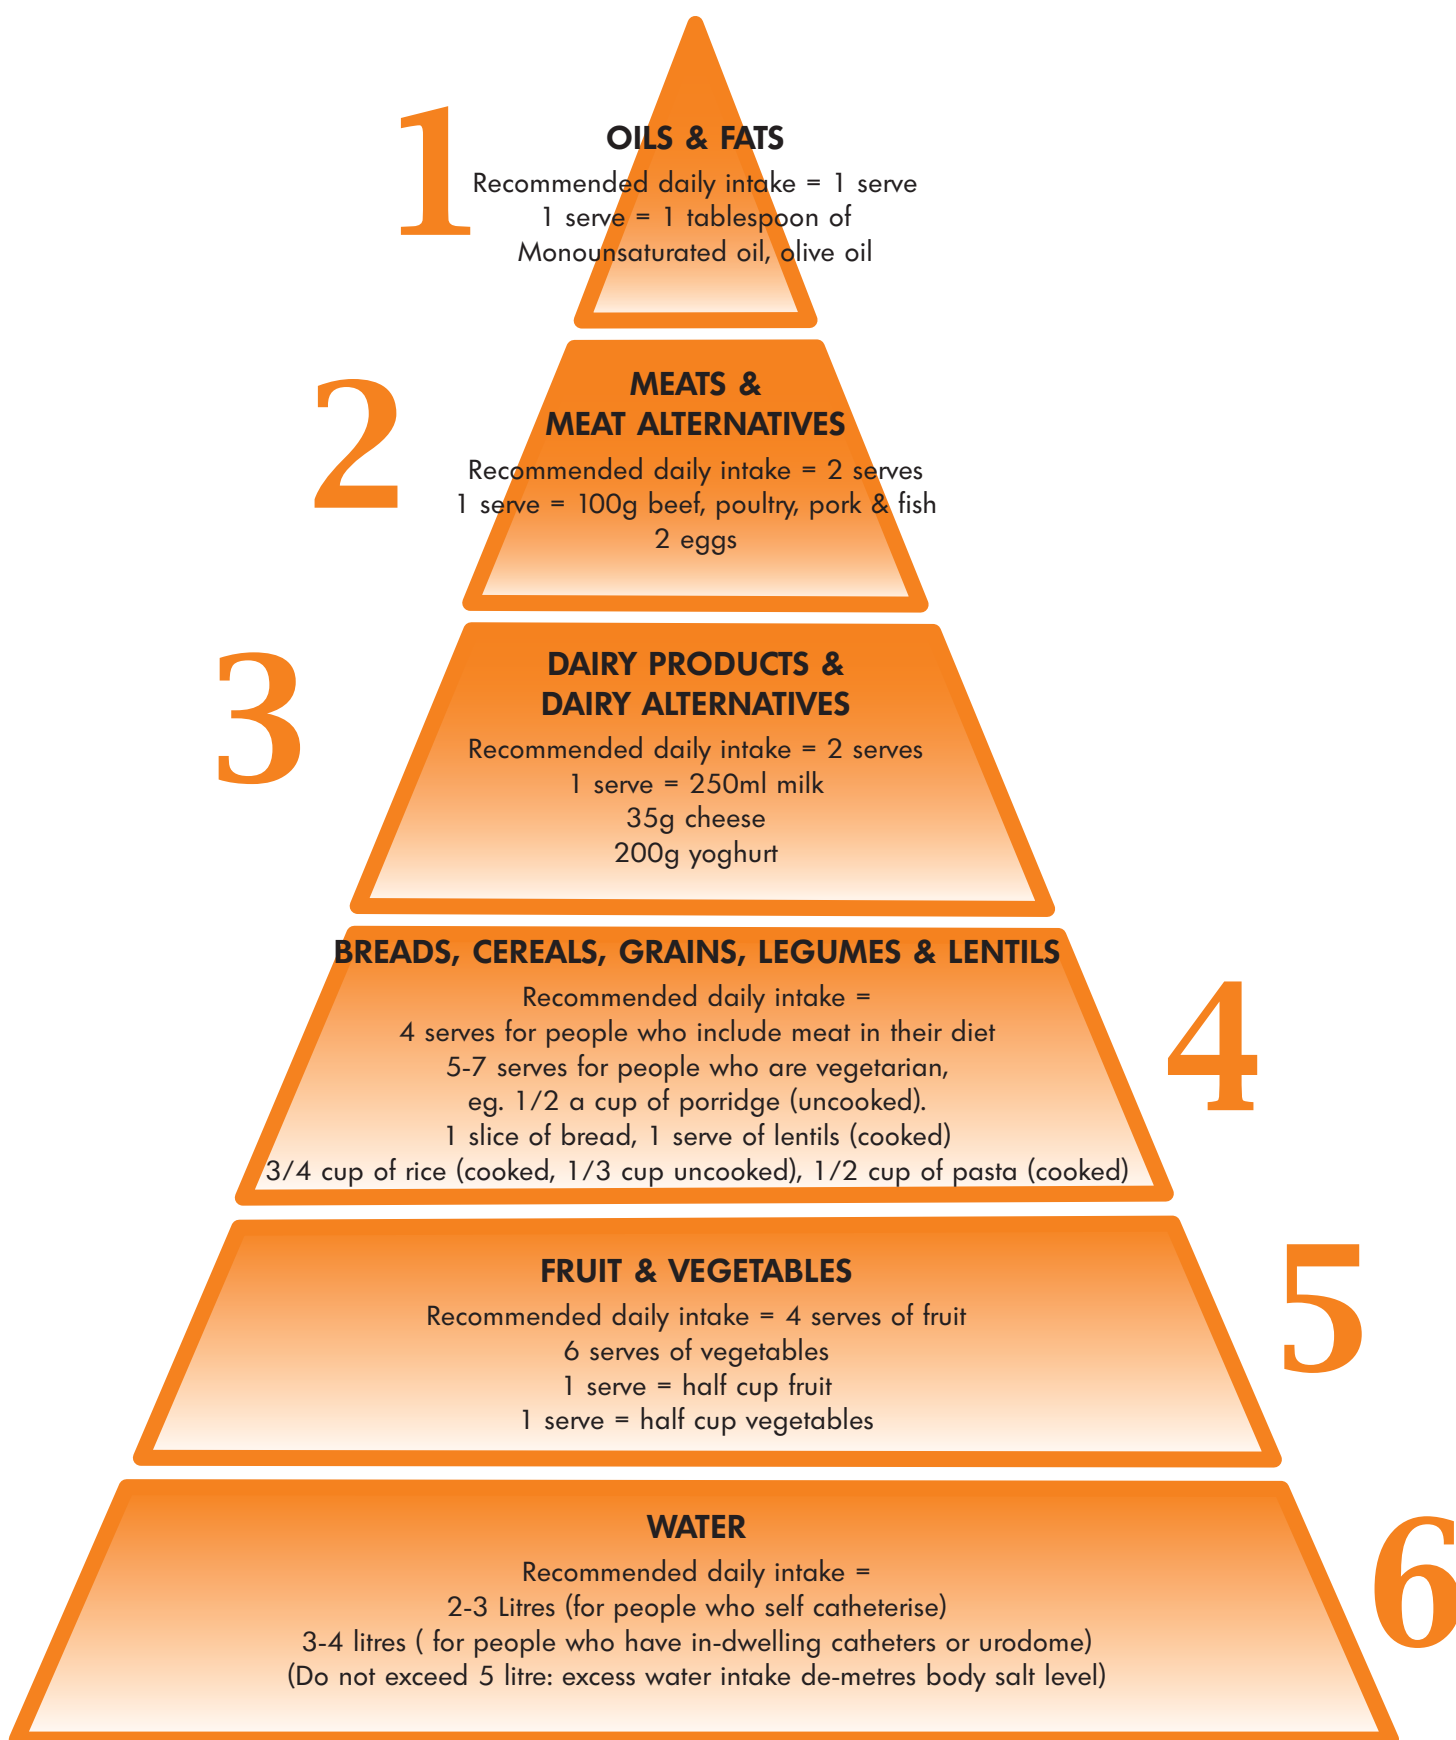 1
OILS & FATS
Recommended daily intake = 1 serve
1 serve = 1 tablespoon of
Monounsaturated oil, olive oil
2
MEATS &
MEAT ALTERNATIVES
Recommended daily intake = 2 serves
1 serve = 100g beef, poultry, pork & fish
2 eggs
3
DAIRY PRODUCTS &
DAIRY ALTERNATIVES
Recommended daily intake = 2 serves
1 serve = 250ml milk
35g cheese
200g yoghurt
4
BREADS, CEREALS, GRAINS, LEGUMES & LENTILS
Recommended daily intake =
4 serves for people who include meat in their diet
5-7 serves for people who are vegetarian,
eg. 1/2 a cup of porridge (uncooked).
1 slice of bread, 1 serve of lentils (cooked)
3/4 cup of rice (cooked, 1/3 cup uncooked), 1/2 cup of pasta (cooked)
5
FRUIT & VEGETABLES
Recommended daily intake = 4 serves of fruit
6 serves of vegetables
1 serve = half cup fruit
1 serve = half cup vegetables
6
WATER
Recommended daily intake =
2-3 Litres (for people who self catheterise)
3-4 litres ( for people who have in-dwelling catheters or urodome)
(Do not exceed 5 litre: excess water intake de-metres body salt level)